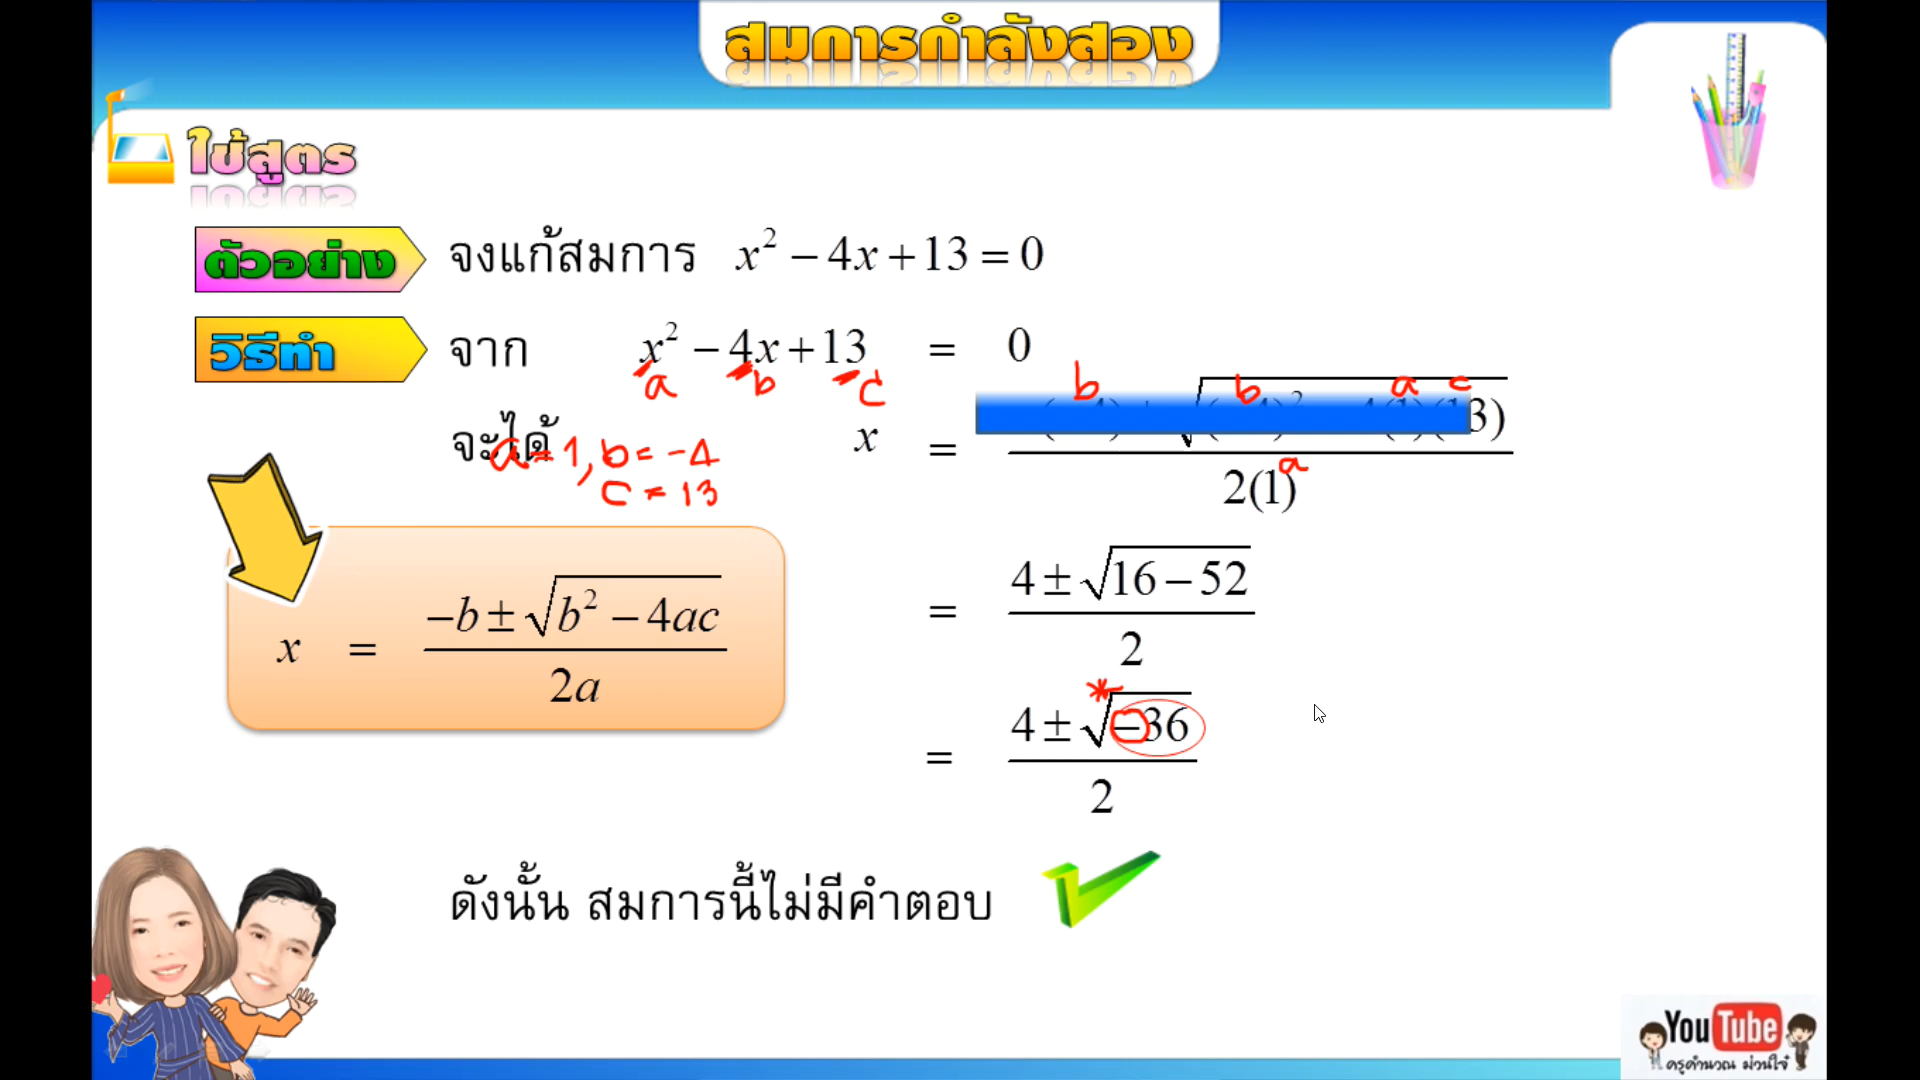 สมการกำลังสอง
ใช้สูตร
ตัวอย่าง จงแก้สมการ x² − 4x + 13 = 0
วิธีทำ จาก x² − 4x + 13 = 0
a b c
b b a c
จะได้ x = 3)
2(1) a
a = 1, b = -4
c = 13
x = (−b ± √(b² − 4ac)) / 2a
= (4 ± √(16 − 52)) / 2
*
= (4 ± √(−36)) / 2
ดังนั้น สมการนี้ไม่มีคำตอบ
YouTube
ครูคำนวณ ม่วนใจ๋